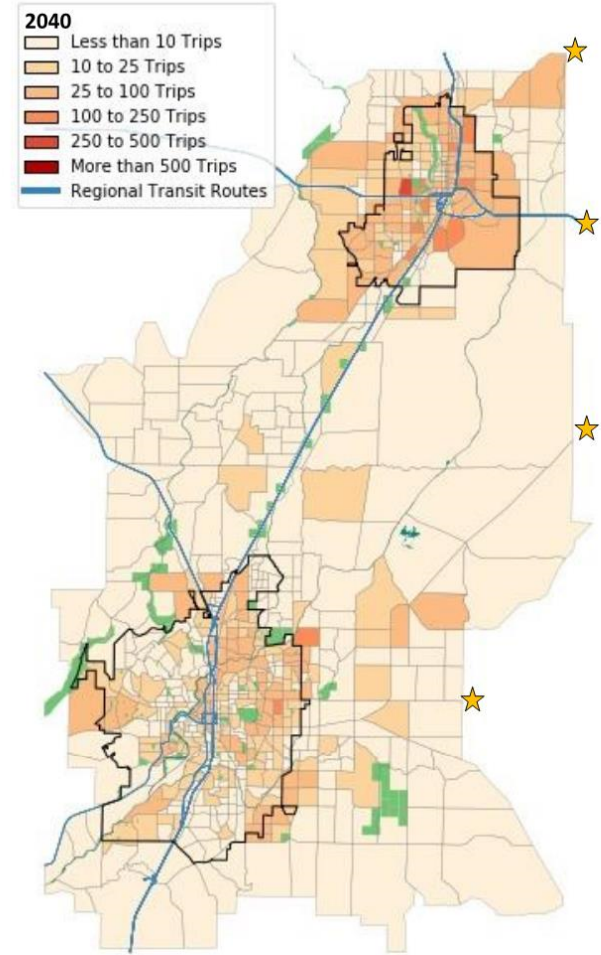 2040
Less than 10 Trips
10 to 25 Trips
25 to 100 Trips
100 to 250 Trips
250 to 500 Trips
More than 500 Trips
Regional Transit Routes